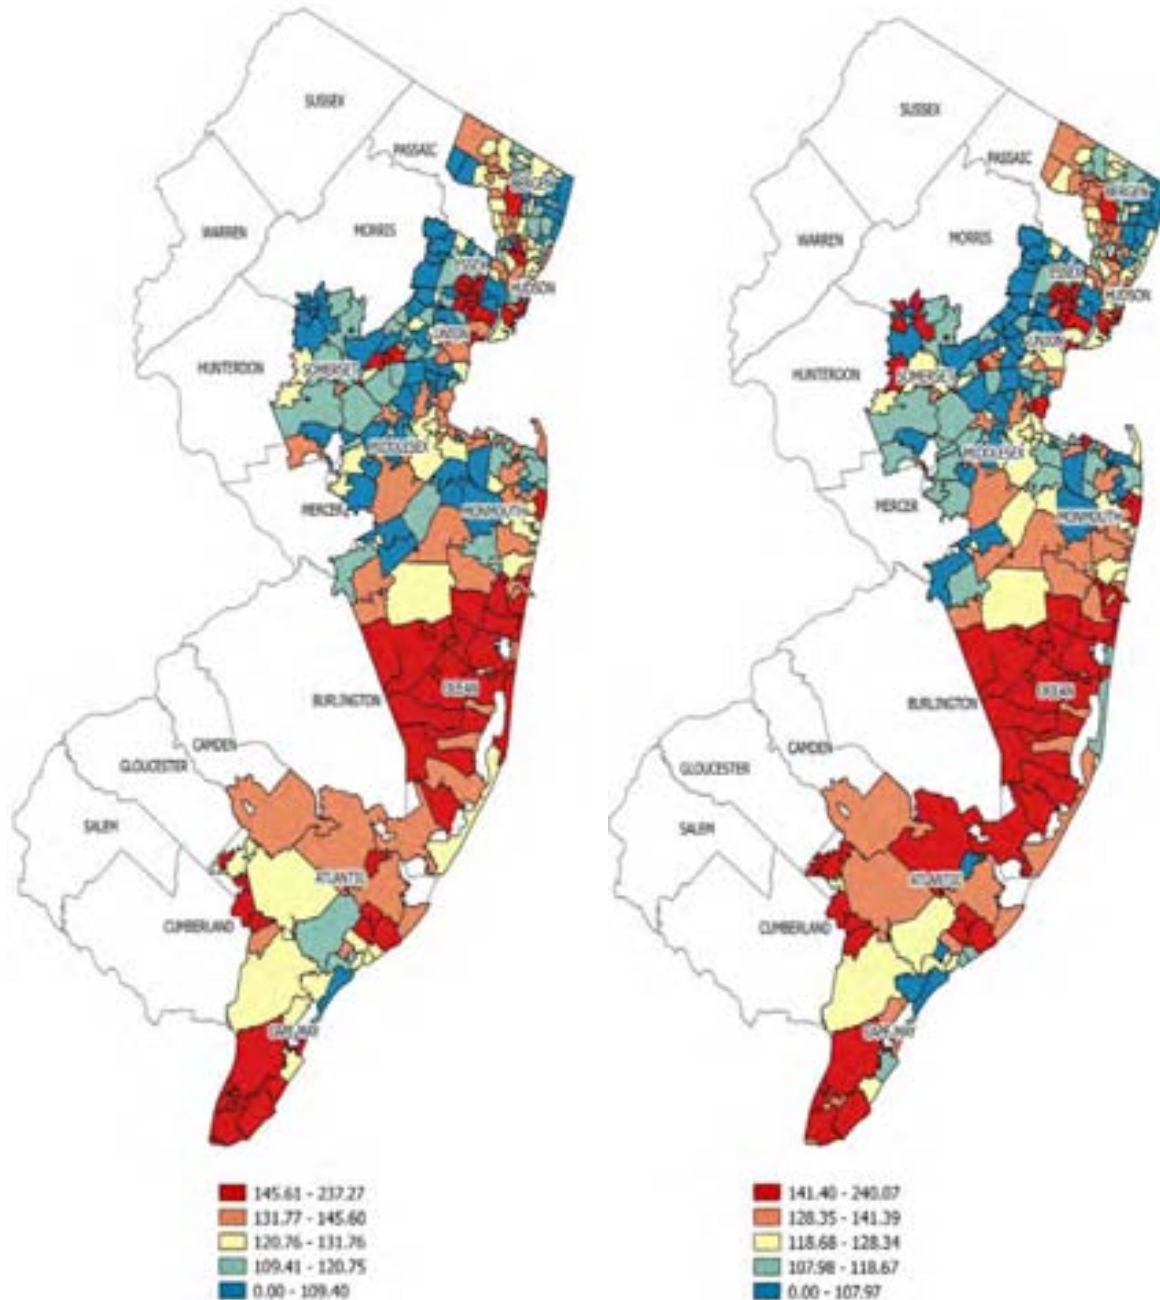 SUSSEX
PASSAIC
BERGEN
WARREN
MORRIS
ESSEX
HUDSON
UNION
HUNTERDON
SOMERSET
MIDDLESEX
MERCER
MONMOUTH
OCEAN
BURLINGTON
CAMDEN
GLOUCESTER
SALEM
ATLANTIC
CUMBERLAND
CAPE MAY
145.61 - 237.27
131.77 - 145.60
120.76 - 131.76
109.41 - 120.75
0.00 - 109.40
SUSSEX
PASSAIC
BERGEN
WARREN
MORRIS
ESSEX
HUDSON
UNION
HUNTERDON
SOMERSET
MIDDLESEX
MERCER
MONMOUTH
OCEAN
BURLINGTON
CAMDEN
GLOUCESTER
SALEM
ATLANTIC
CUMBERLAND
CAPE MAY
141.40 - 240.07
128.35 - 141.39
118.68 - 128.34
107.98 - 118.67
0.00 - 107.97